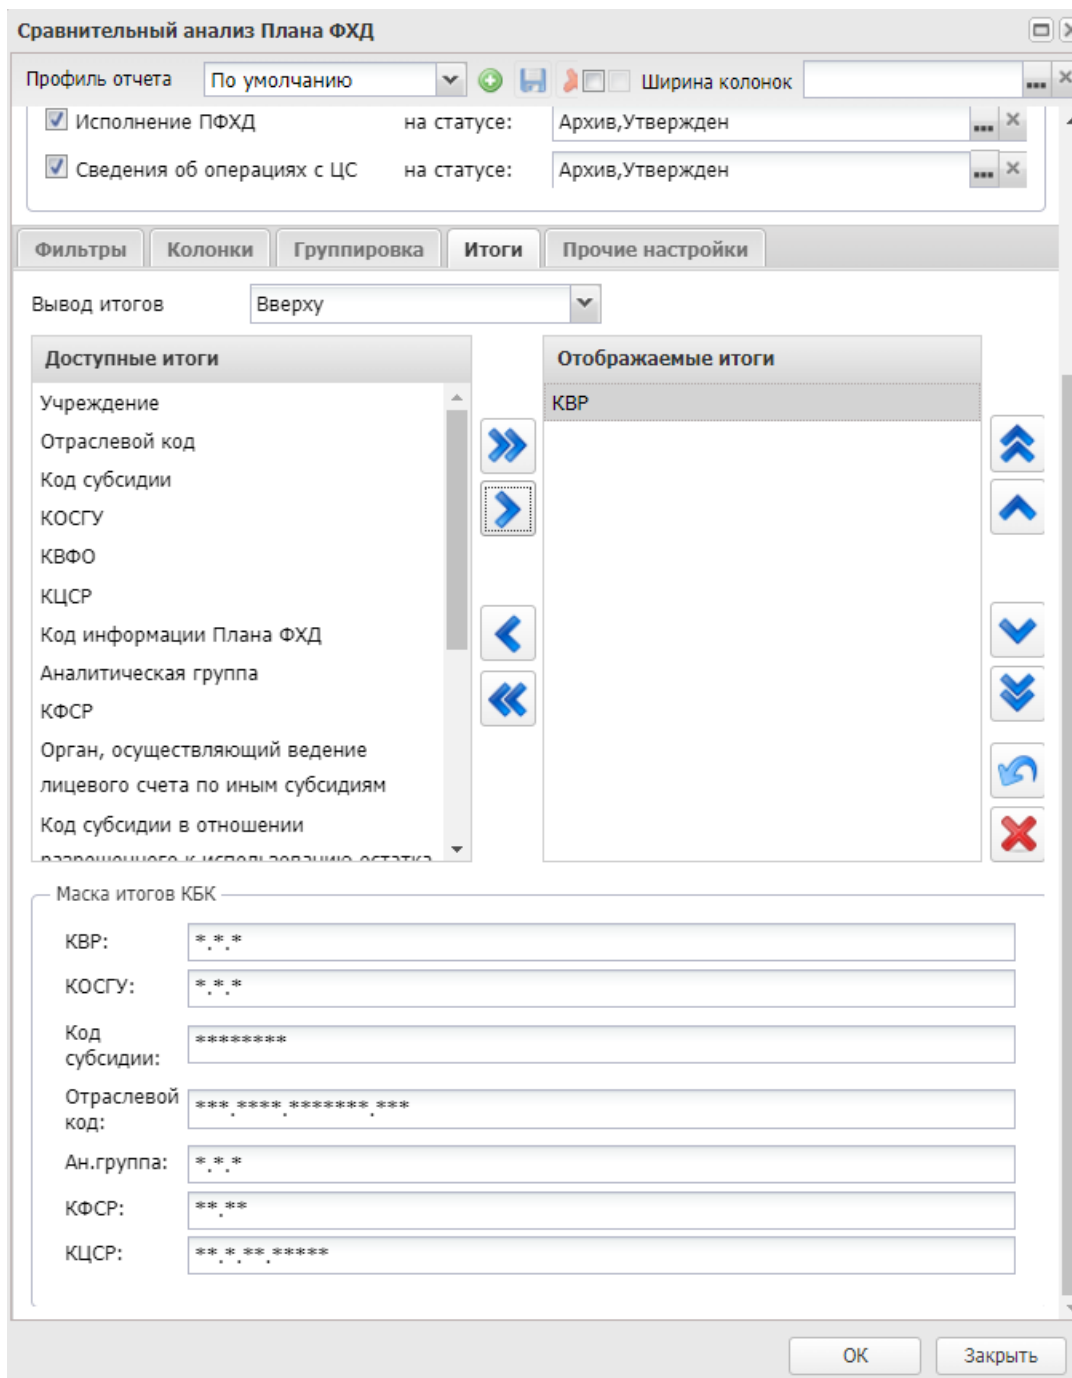 Сравнительный анализ Плана ФХД
Профиль отчета По умолчанию Ширина колонок ...
Исполнение ПФХД на статусе: Архив,Утвержден ...
Сведения об операциях с ЦС на статусе: Архив,Утвержден ...
Фильтры Колонки Группировка Итоги Прочие настройки
Вывод итогов Вверху
Доступные итоги Отображаемые итоги
Учреждение КВР
Отраслевой код
Код субсидии
КОСГУ
КВФО
КЦСР
Код информации Плана ФХД
Аналитическая группа
КФСР
Орган, осуществляющий ведение
лицевого счета по иным субсидиям
Код субсидии в отношении
разрешенного к использованию остатка
Маска итогов КБК
КВР: *.*.*
КОСГУ: *.*.*
Код
субсидии: ********
Отраслевой
код: ***.****.*******.***
Ан.группа: *.*.*
КФСР: **.**
КЦСР: **.*.**.*****
ОК Закрыть